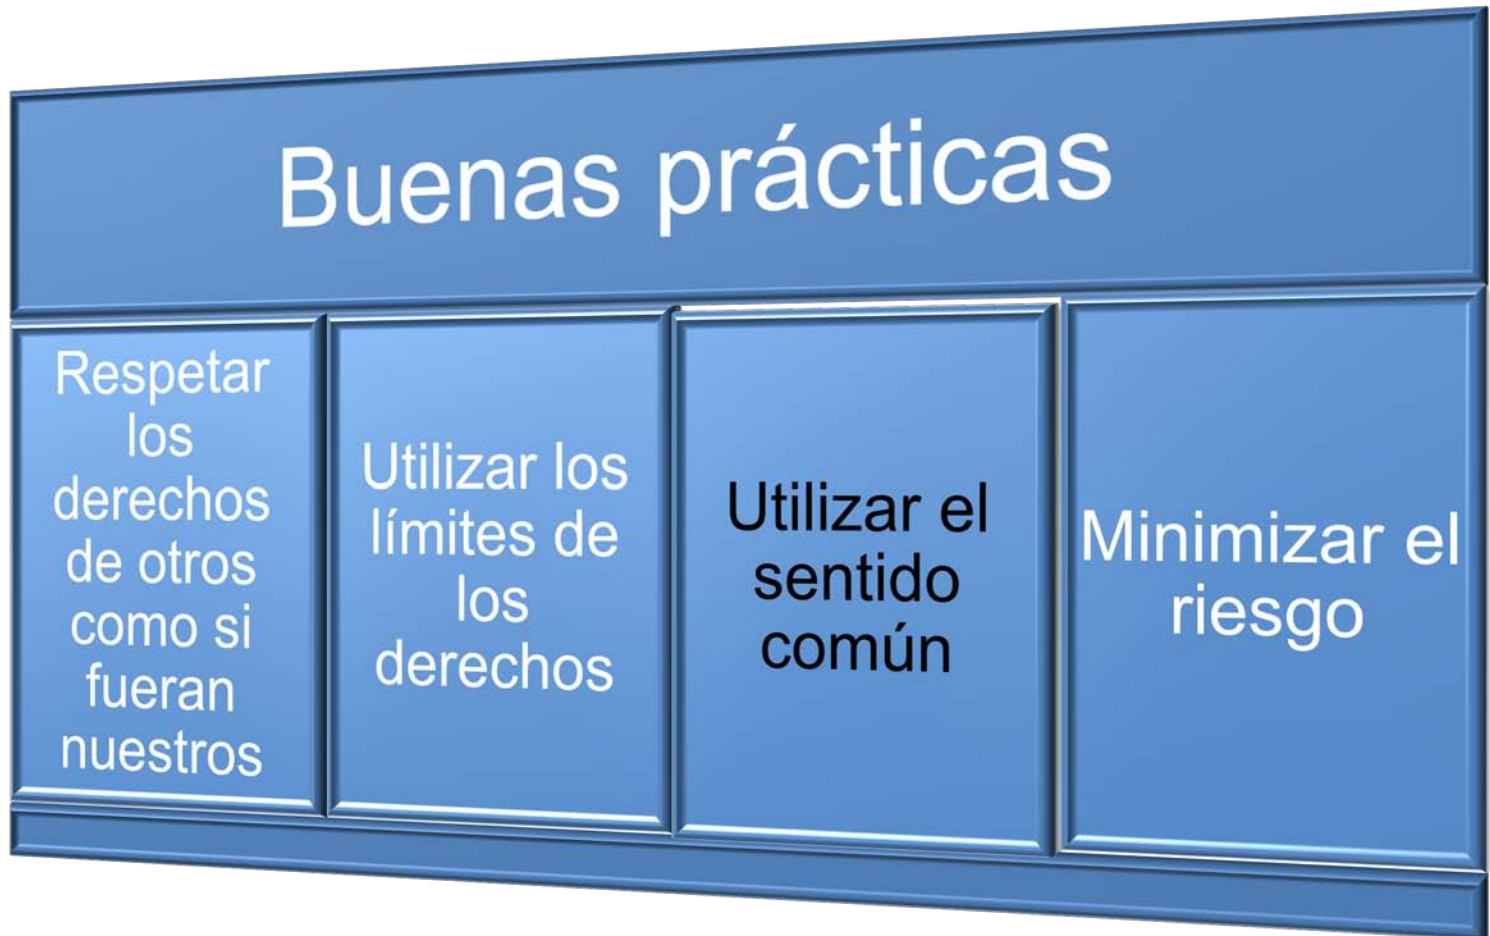 Buenas prácticas
Respetar
los
derechos
de otros
como si
fueran
nuestros
Utilizar los
límites de
los
derechos
Utilizar el
sentido
común
Minimizar el
riesgo